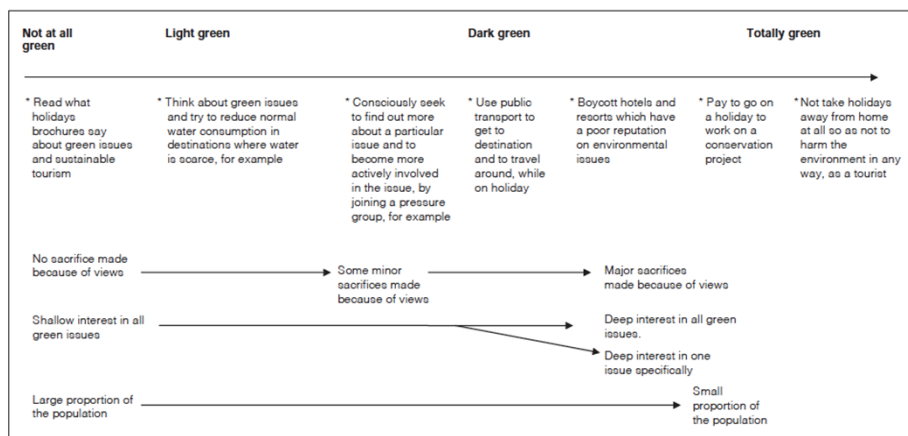 Not at all
green
Light green
Dark green
Totally green
* Read what
holidays
brochures say
about green issues
and sustainable
tourism
* Think about green issues
and try to reduce normal
water consumption in
destinations where water
is scarce, for example
* Consciously seek
to find out more
about a particular
issue and to
become more
actively involved
in the issue, by
joining a pressure
group, for example
* Use public
transport to
get to
destination
and to travel
around, while
on holiday
* Boycott hotels and
resorts which have
a poor reputation
on environmental
issues
* Pay to go on
a holiday to
work on a
conservation
project
* Not take holidays
away from home
at all so as not to
harm the
environment in any
way, as a tourist
No sacrifice made
because of views
Some minor
sacrifices made
because of views
Major sacrifices
made because of views
Shallow interest in all
green issues
Deep interest in all green
issues.
Deep interest in one
issue specifically
Large proportion of
the population
Small
proportion of
the population